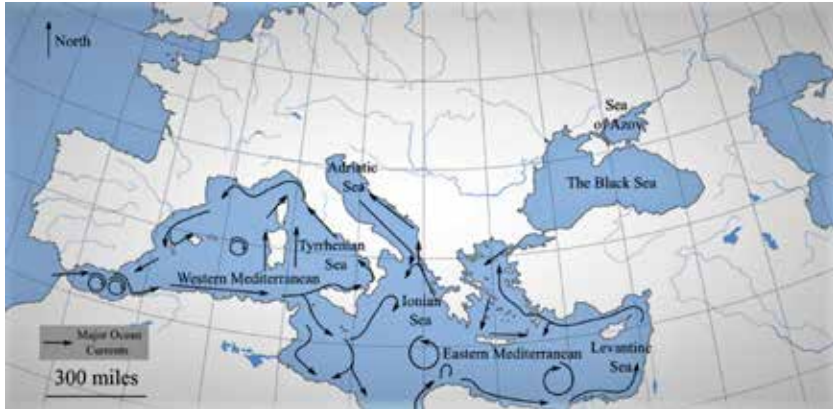 North
Sea
of Azov
Adriatic
Sea
The Black Sea
Tyrrhenian
Sea
Western Mediterranean
Ionian
Sea
Eastern Mediterranean
Levantine
Sea
Major Ocean
Currents
300 miles